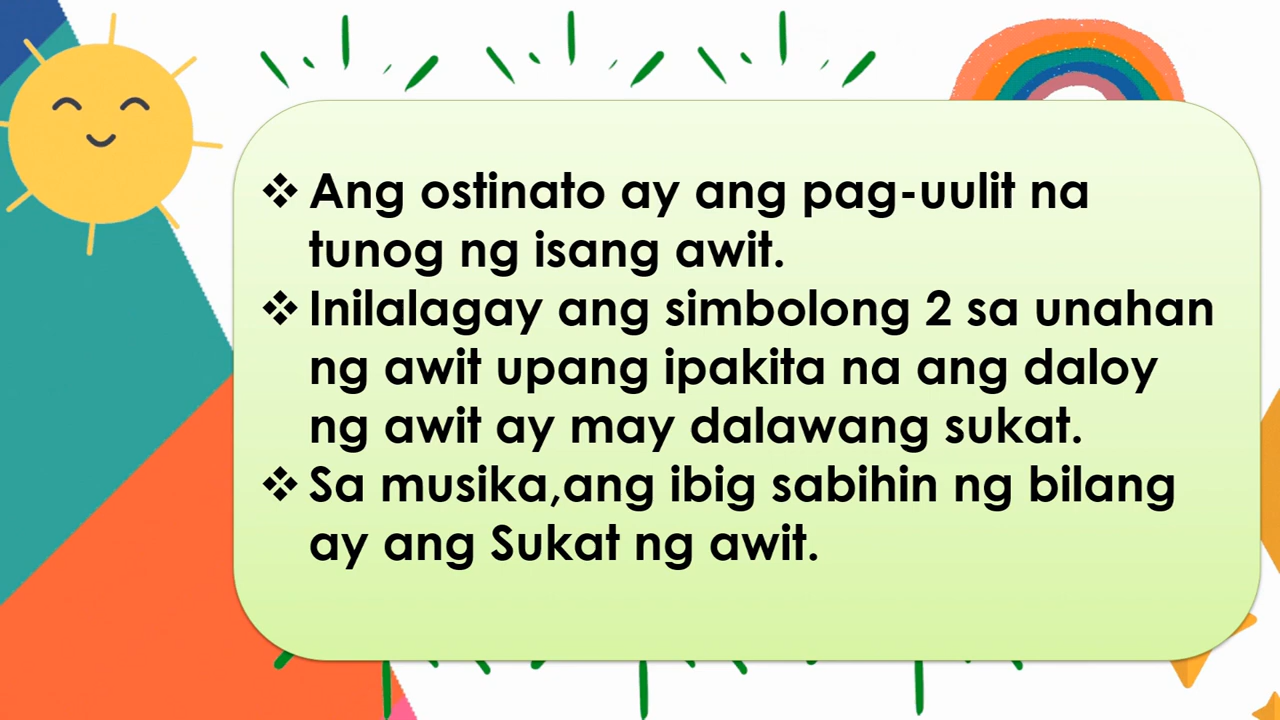 ❖ Ang ostinato ay ang pag-uulit na
tunog ng isang awit.
❖ Inilalagay ang simbolong 2 sa unahan
ng awit upang ipakita na ang daloy
ng awit ay may dalawang sukat.
❖ Sa musika,ang ibig sabihin ng bilang
ay ang Sukat ng awit.